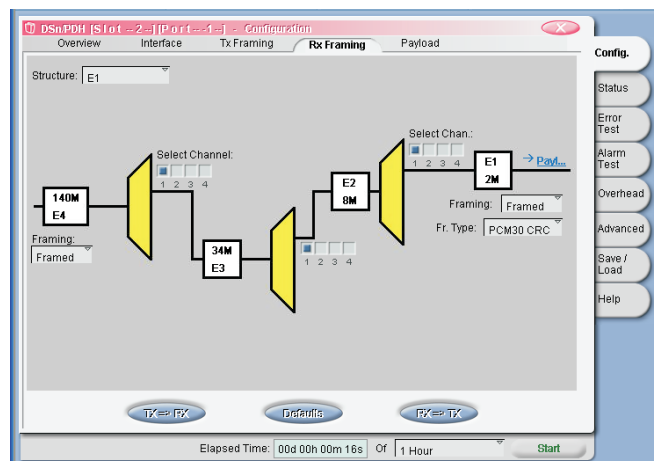 DSn/PDH [Slot --2--][Port---1--] - Configuration
Overview Interface Tx Framing Rx Framing Payload
Config.
Status
Error
Test
Alarm
Test
Overhead
Advanced
Save /
Load
Help
Structure: E1
140M
E4
Framing:
Framed
Select Channel:
1 2 3 4
34M
E3
1 2 3 4
E2
8M
Select Chan.:
1 2 3 4
E1
2M
→ Payl...
Framing: Framed
Fr. Type: PCM30 CRC
TX=>RX Defaults RX=>TX
Elapsed Time: 00d 00h 00m 16s Of 1 Hour Start